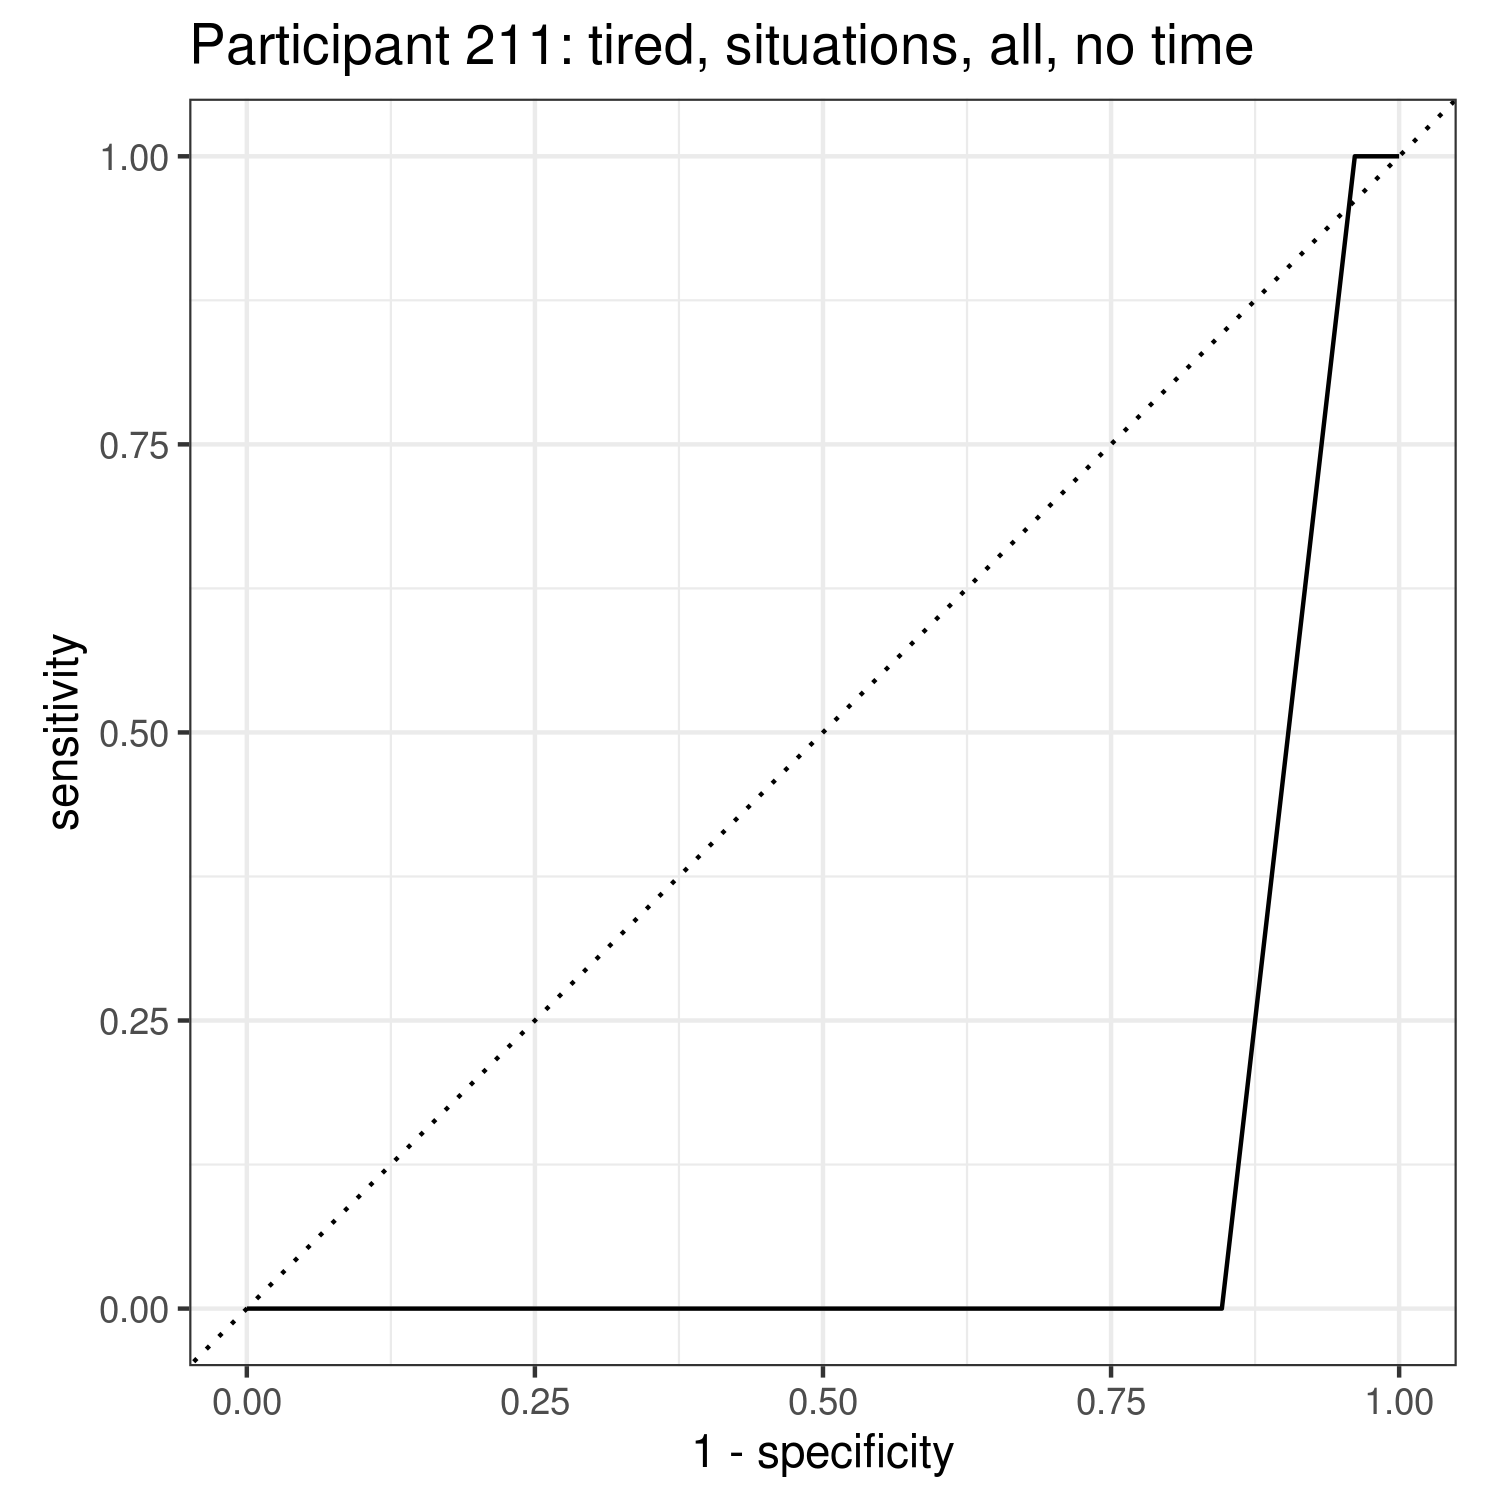 Participant 211: tired, situations, all, no time
1.00
0.75
0.50
0.25
0.00
sensitivity
0.00 0.25 0.50 0.75 1.00
1 - specificity